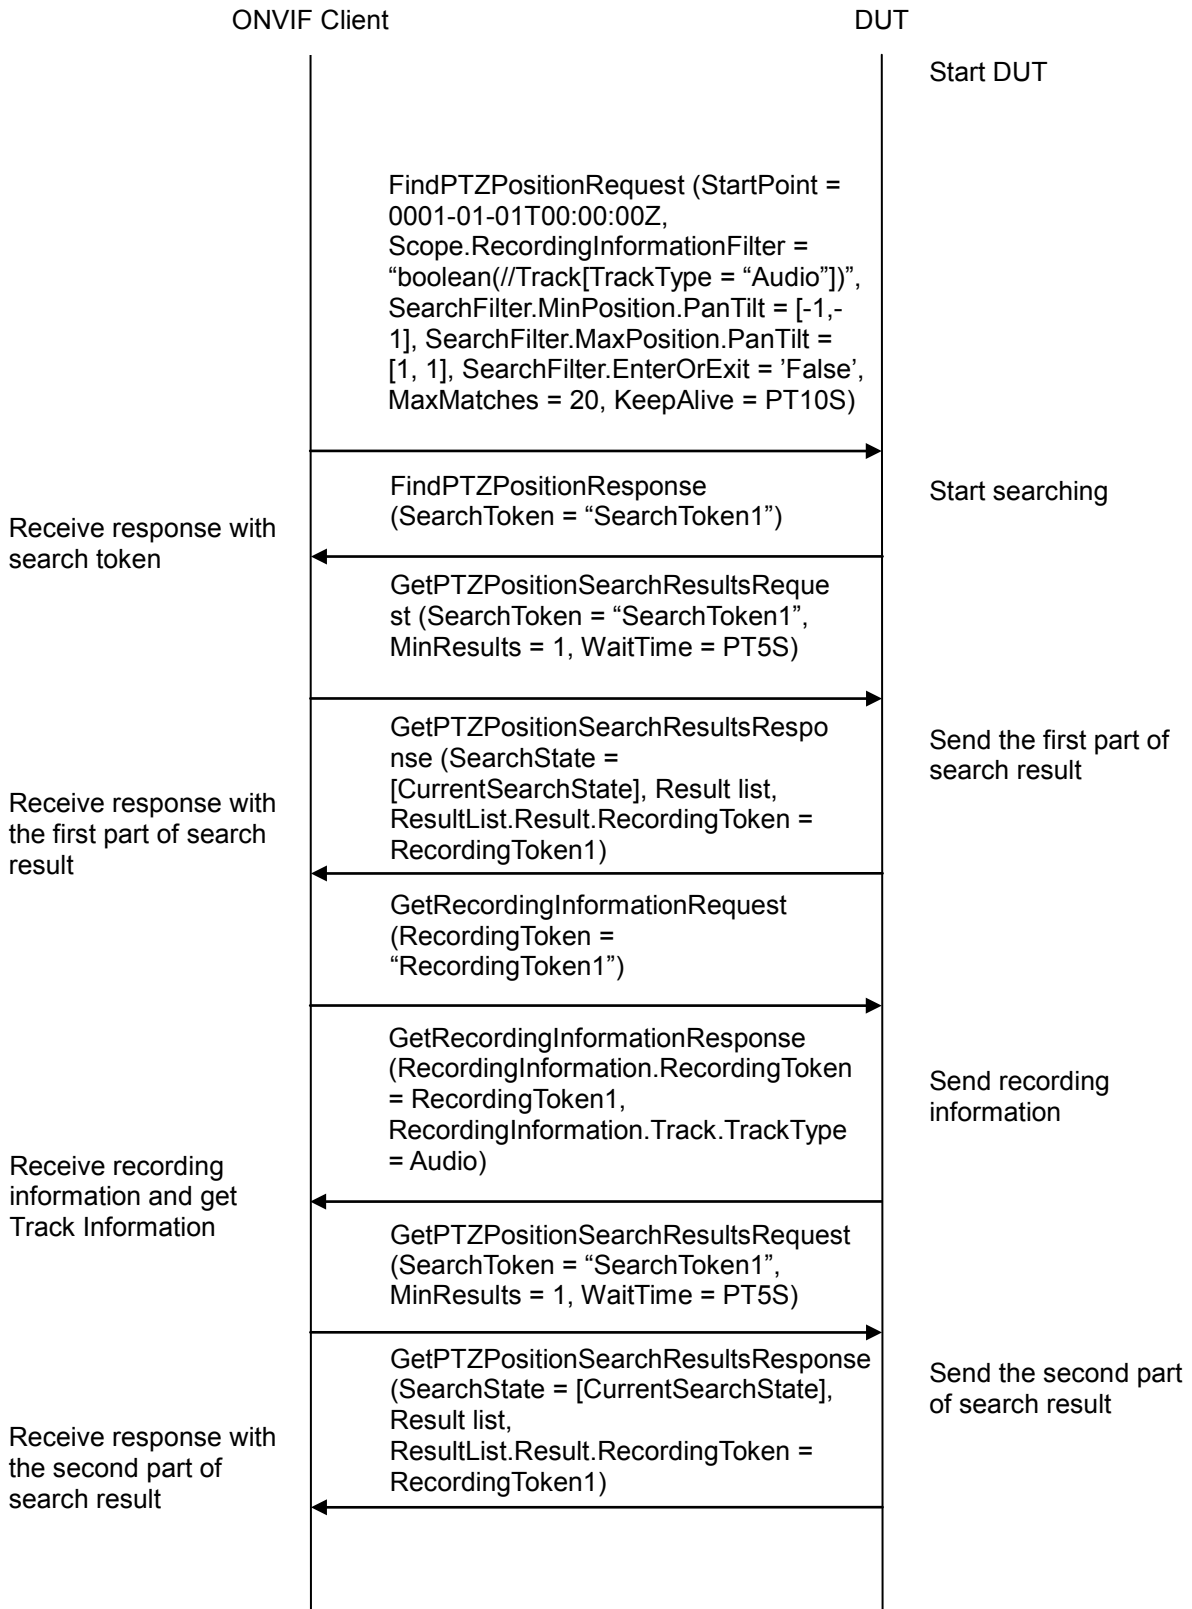 ONVIF Client
DUT
Start DUT
FindPTZPositionRequest (StartPoint =
0001-01-01T00:00:00Z,
Scope.RecordingInformationFilter =
“boolean(//Track[TrackType = “Audio”])”,
SearchFilter.MinPosition.PanTilt = [-1,-
1], SearchFilter.MaxPosition.PanTilt =
[1, 1], SearchFilter.EnterOrExit = ’False’,
MaxMatches = 20, KeepAlive = PT10S)
FindPTZPositionResponse
(SearchToken = “SearchToken1”)
Start searching
Receive response with
search token
GetPTZPositionSearchResultsReque
st (SearchToken = “SearchToken1”,
MinResults = 1, WaitTime = PT5S)
GetPTZPositionSearchResultsRespo
nse (SearchState =
[CurrentSearchState], Result list,
ResultList.Result.RecordingToken =
RecordingToken1)
Send the first part of
search result
Receive response with
the first part of search
result
GetRecordingInformationRequest
(RecordingToken =
“RecordingToken1”)
GetRecordingInformationResponse
(RecordingInformation.RecordingToken
= RecordingToken1,
RecordingInformation.Track.TrackType
= Audio)
Send recording
information
Receive recording
information and get
Track Information
GetPTZPositionSearchResultsRequest
(SearchToken = “SearchToken1”,
MinResults = 1, WaitTime = PT5S)
GetPTZPositionSearchResultsResponse
(SearchState = [CurrentSearchState],
Result list,
ResultList.Result.RecordingToken =
RecordingToken1)
Send the second part
of search result
Receive response with
the second part of
search result